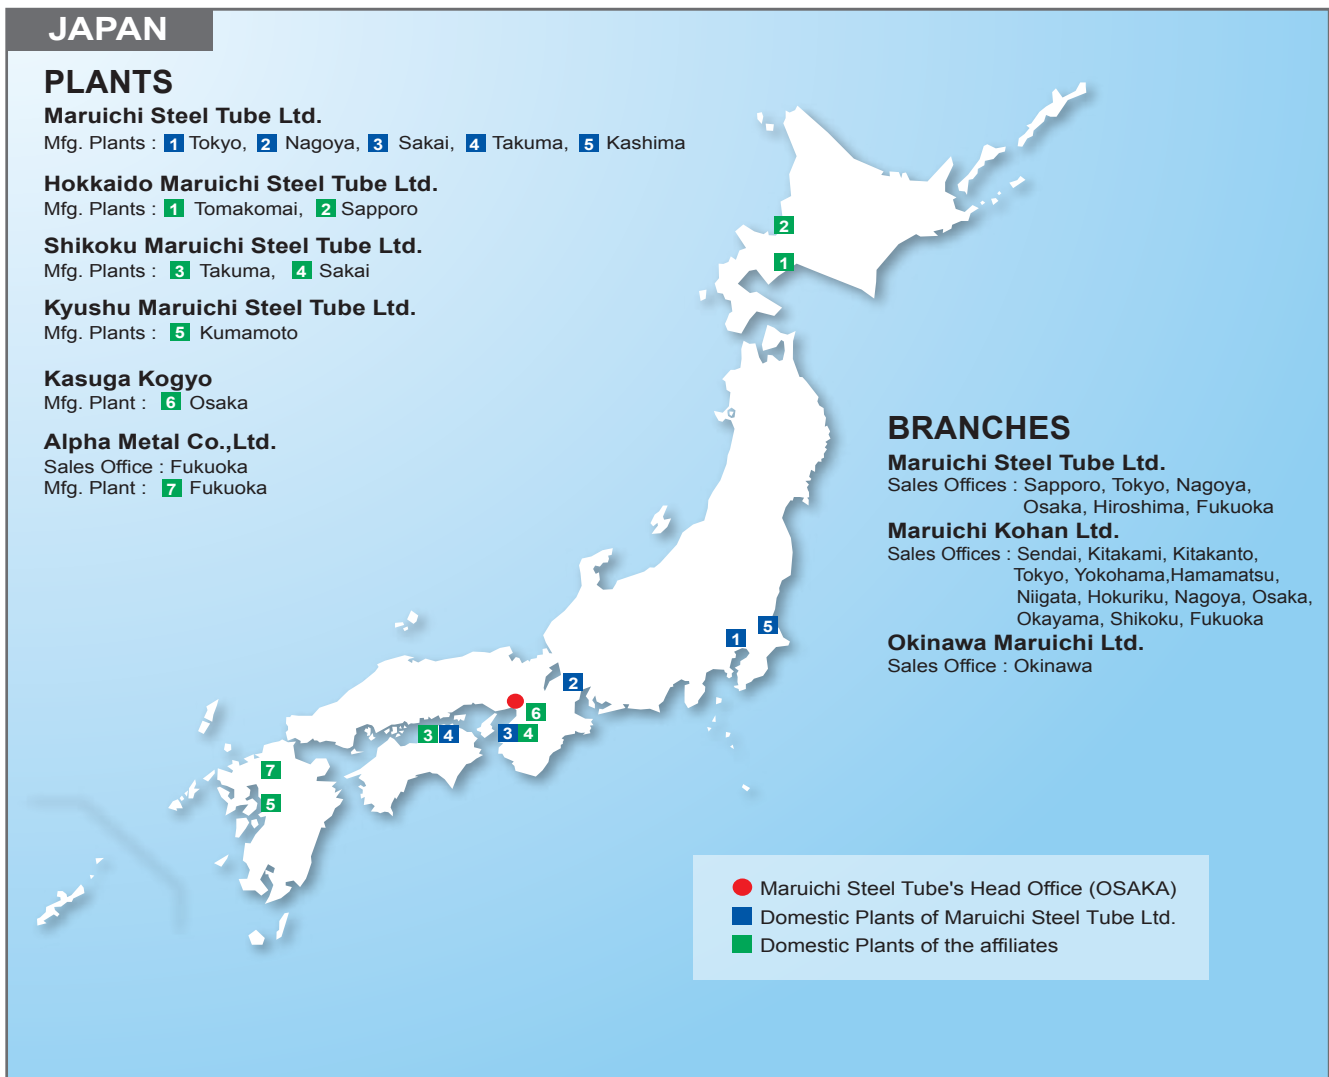 JAPAN
PLANTS
Maruichi Steel Tube Ltd.
Mfg. Plants : 1 Tokyo, 2 Nagoya, 3 Sakai, 4 Takuma, 5 Kashima
Hokkaido Maruichi Steel Tube Ltd.
Mfg. Plants : 1 Tomakomai, 2 Sapporo
Shikoku Maruichi Steel Tube Ltd.
Mfg. Plants : 3 Takuma, 4 Sakai
Kyushu Maruichi Steel Tube Ltd.
Mfg. Plants : 5 Kumamoto
Kasuga Kogyo
Mfg. Plant : 6 Osaka
Alpha Metal Co.,Ltd.
Sales Office : Fukuoka
Mfg. Plant : 7 Fukuoka
2
1
BRANCHES
Maruichi Steel Tube Ltd.
Sales Offices : Sapporo, Tokyo, Nagoya,
Osaka, Hiroshima, Fukuoka
Maruichi Kohan Ltd.
Sales Offices : Sendai, Kitakami, Kitakanto,
Tokyo, Yokohama,Hamamatsu,
Niigata, Hokuriku, Nagoya, Osaka,
Okayama, Shikoku, Fukuoka
Okinawa Maruichi Ltd.
Sales Office : Okinawa
1
5
2
6
3 4
3 4
7
5
Maruichi Steel Tube's Head Office (OSAKA)
Domestic Plants of Maruichi Steel Tube Ltd.
Domestic Plants of the affiliates